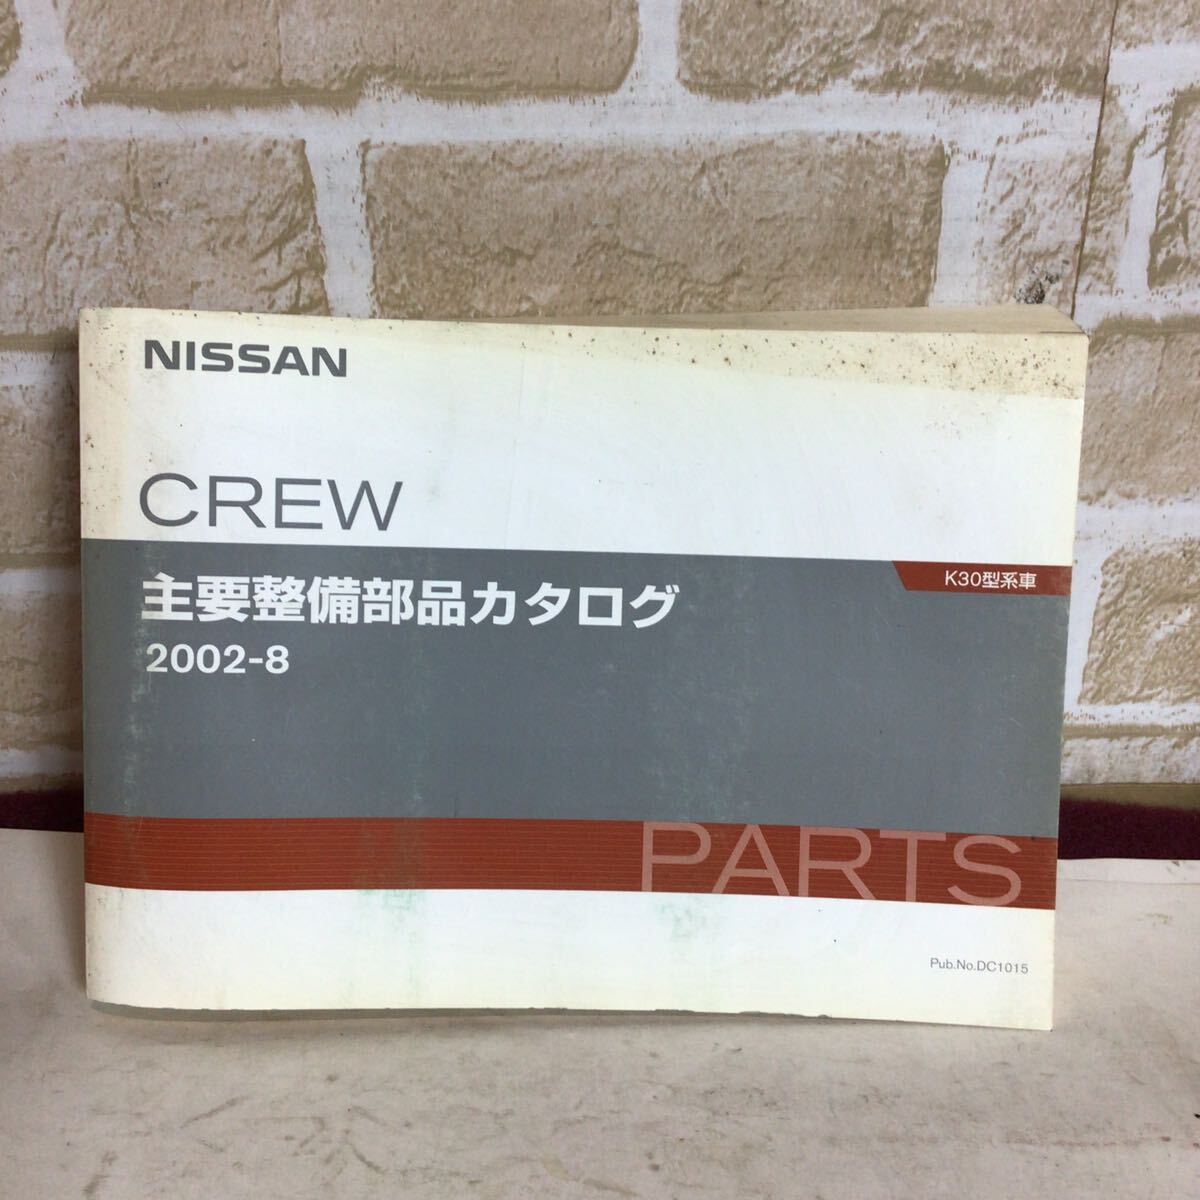 NISSAN
CREW
K30型系車
主要整備部品カタログ
2002-8
PARTS
Pub.No.DC1015